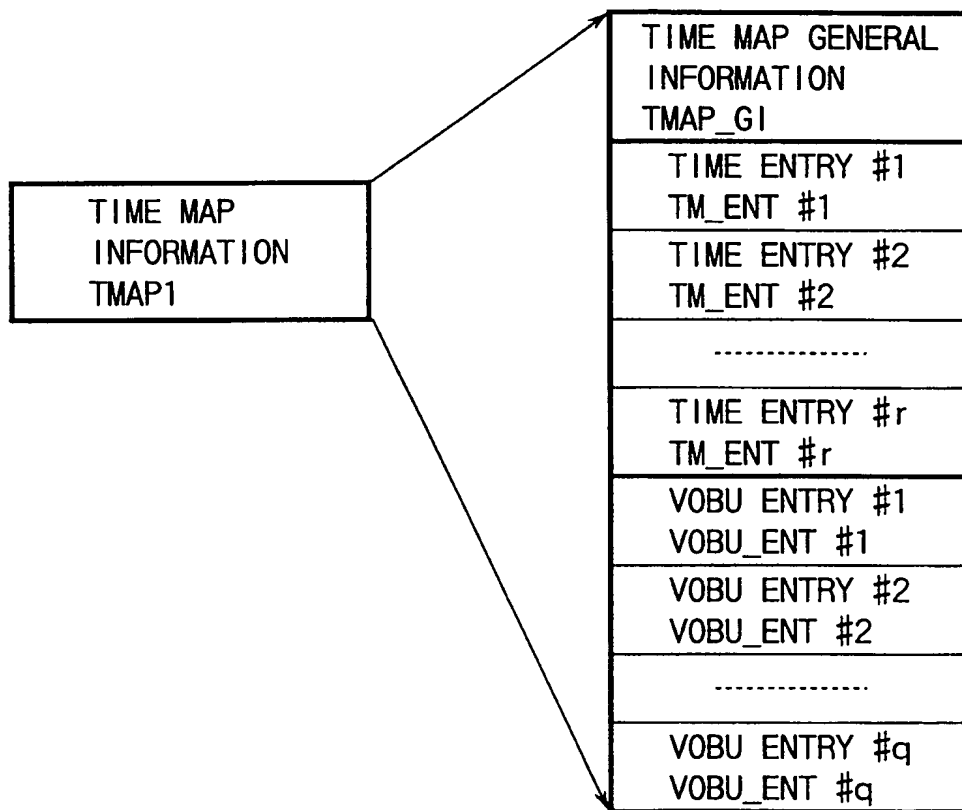 TIME MAP
INFORMATION
TMAP1
TIME MAP GENERAL
INFORMATION
TMAP_GI
TIME ENTRY #1
TM_ENT #1
TIME ENTRY #2
TM_ENT #2
---------------
TIME ENTRY #r
TM_ENT #r
VOBU ENTRY #1
VOBU_ENT #1
VOBU ENTRY #2
VOBU_ENT #2
---------------
VOBU ENTRY #q
VOBU_ENT #q